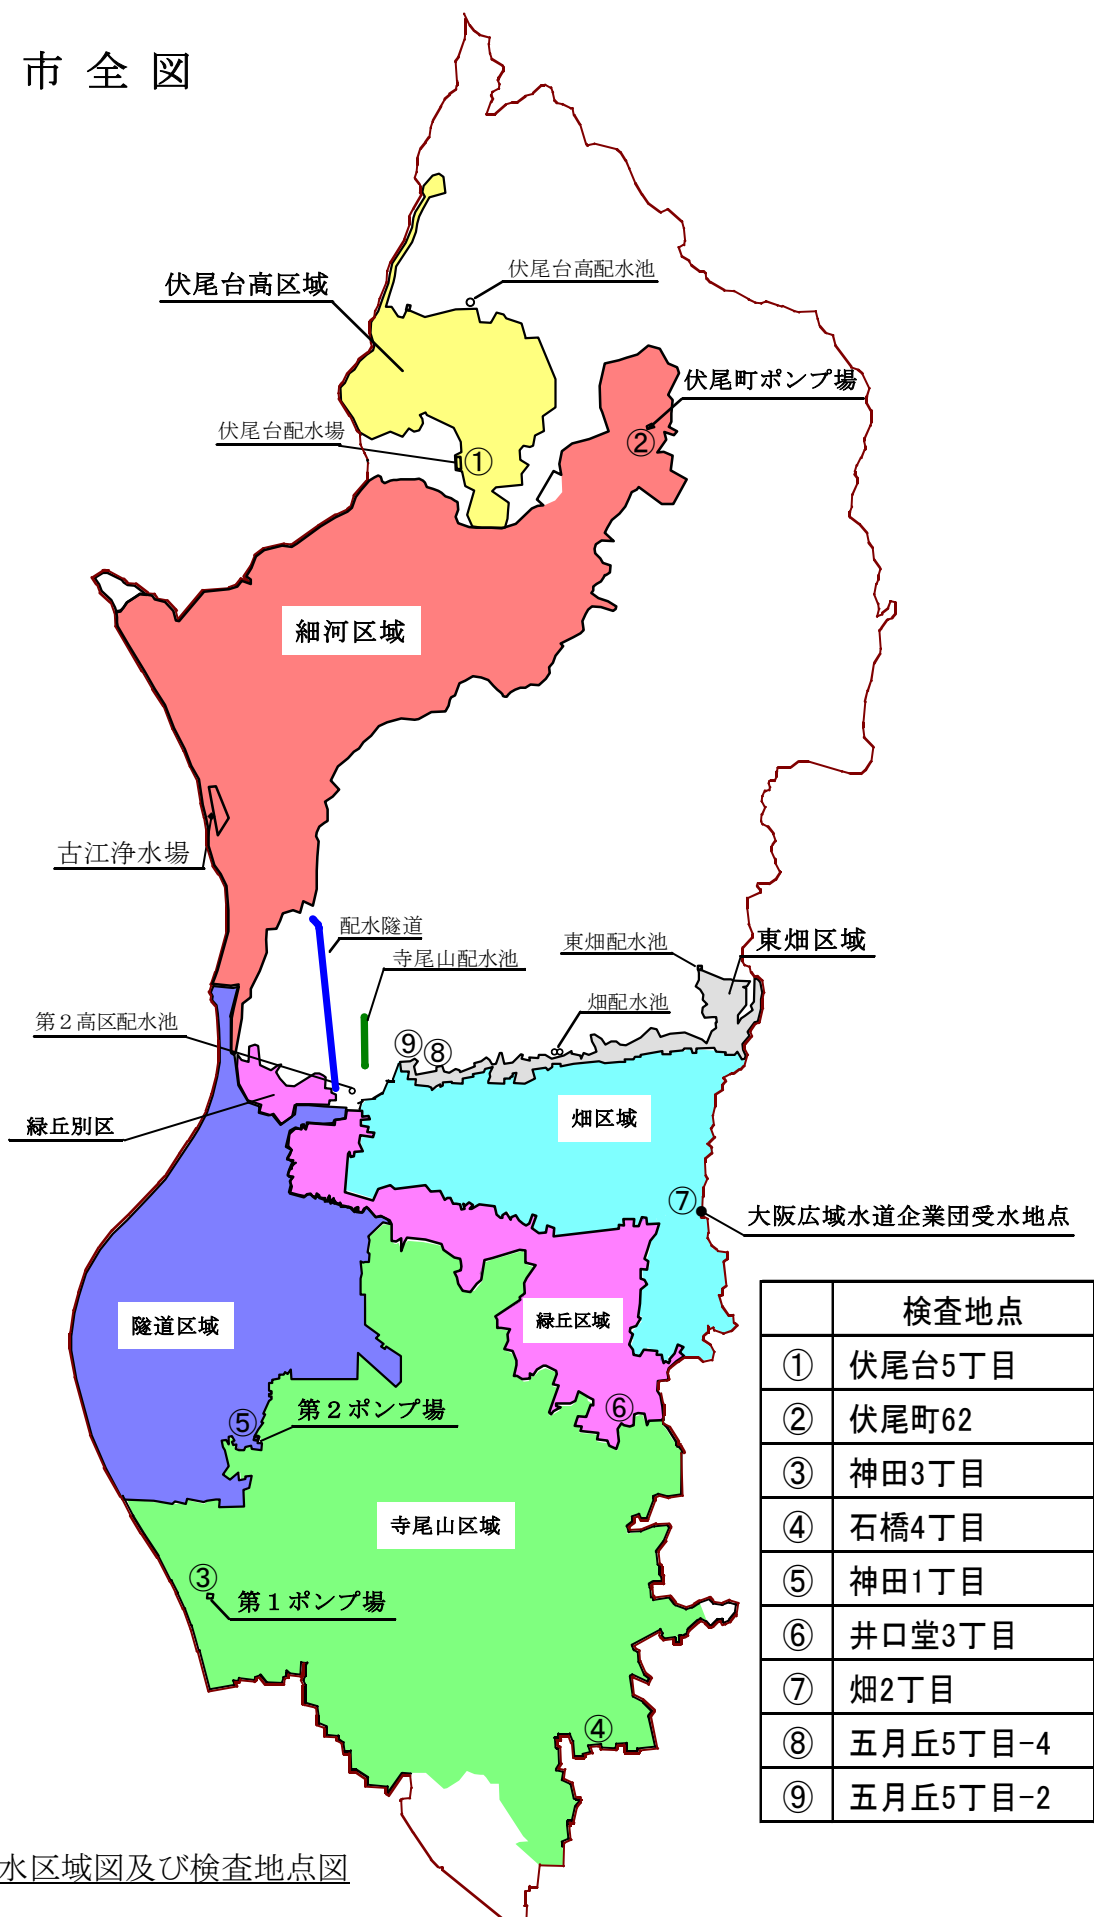 市全図
伏尾台高配水池
伏尾台高区域
伏尾町ポンプ場
伏尾台配水場
①
②
細河区域
古江浄水場
配水隧道
東畑配水池
東畑区域
寺尾山配水池
畑配水池
第2高区配水池
⑨
⑧
緑丘別区
畑区域
⑦
大阪広域水道企業団受水地点
隧道区域
緑丘区域
⑥
⑤
第2ポンプ場
寺尾山区域
③
第1ポンプ場
④
検査地点
① 伏尾台5丁目
② 伏尾町62
③ 神田3丁目
④ 石橋4丁目
⑤ 神田1丁目
⑥ 井口堂3丁目
⑦ 畑2丁目
⑧ 五月丘5丁目-4
⑨ 五月丘5丁目-2
水区域図及び検査地点図